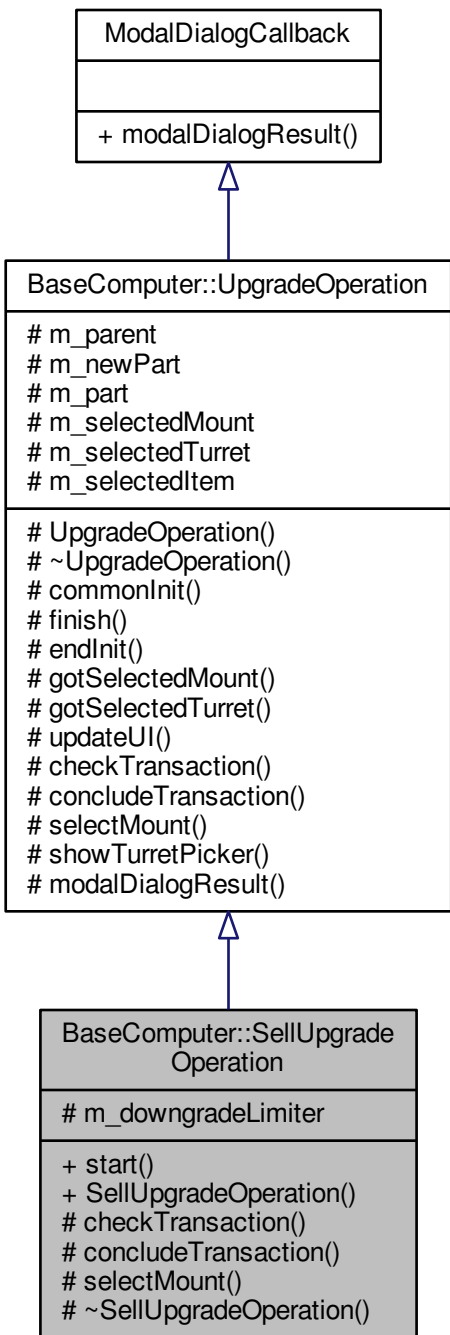 ModalDialogCallback
+ modalDialogResult()
BaseComputer::UpgradeOperation
# m_parent
# m_newPart
# m_part
# m_selectedMount
# m_selectedTurret
# m_selectedItem
# UpgradeOperation()
# ~UpgradeOperation()
# commonInit()
# finish()
# endInit()
# gotSelectedMount()
# gotSelectedTurret()
# updateUI()
# checkTransaction()
# concludeTransaction()
# selectMount()
# showTurretPicker()
# modalDialogResult()
BaseComputer::SellUpgrade
Operation
# m_downgradeLimiter
+ start()
+ SellUpgradeOperation()
# checkTransaction()
# concludeTransaction()
# selectMount()
# ~SellUpgradeOperation()